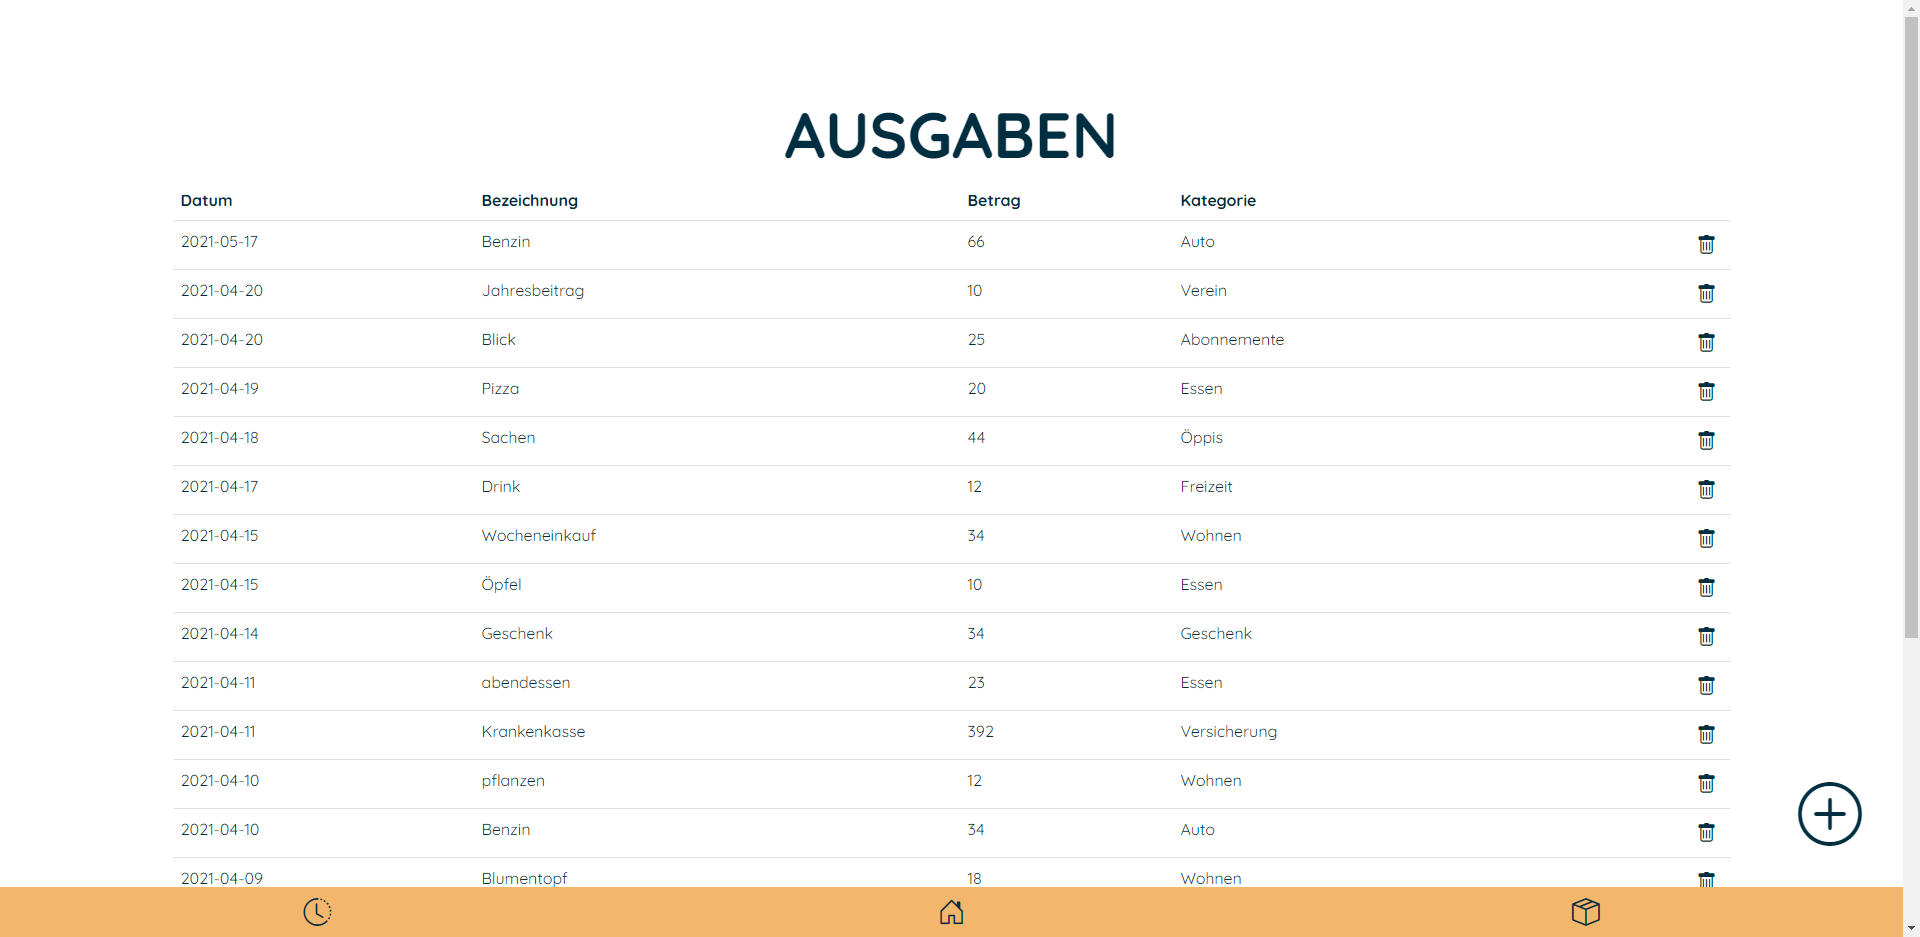 AUSGABEN
Datum Bezeichnung Betrag Kategorie
2021-05-17 Benzin 66 Auto
2021-04-20 Jahresbeitrag 10 Verein
2021-04-20 Blick 25 Abonnemente
2021-04-19 Pizza 20 Essen
2021-04-18 Sachen 44 Öppis
2021-04-17 Drink 12 Freizeit
2021-04-15 Wocheneinkauf 34 Wohnen
2021-04-15 Öpfel 10 Essen
2021-04-14 Geschenk 34 Geschenk
2021-04-11 abendessen 23 Essen
2021-04-11 Krankenkasse 392 Versicherung
2021-04-10 pflanzen 12 Wohnen
2021-04-10 Benzin 34 Auto
2021-04-09 Blumentopf 18 Wohnen